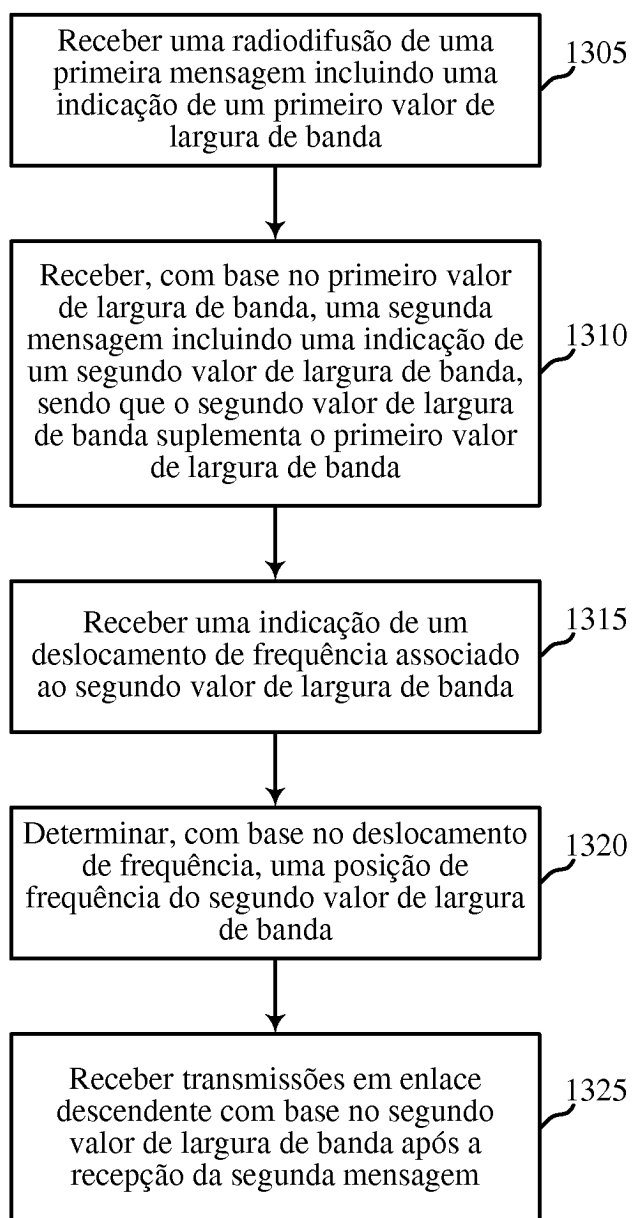 Receber uma radiodifusão de uma
primeira mensagem incluindo uma
indicação de um primeiro valor de
largura de banda
1305
Receber, com base no primeiro valor
de largura de banda, uma segunda
mensagem incluindo uma indicação de
um segundo valor de largura de banda,
sendo que o segundo valor de largura
de banda suplementa o primeiro valor
de largura de banda
1310
Receber uma indicação de um
deslocamento de frequência associado
ao segundo valor de largura de banda
1315
Determinar, com base no deslocamento
de frequência, uma posição de
frequência do segundo valor de largura
de banda
1320
Receber transmissões em enlace
descendente com base no segundo
valor de largura de banda após a
recepção da segunda mensagem
1325